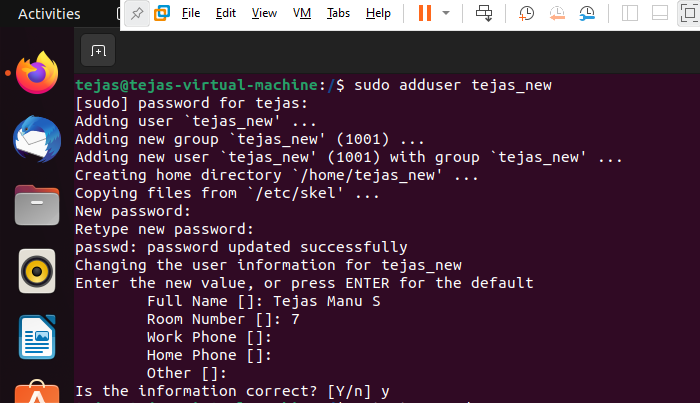 Activities
File Edit View VM Tabs Help
tejas@tejas-virtual-machine:/$ sudo adduser tejas_new
[sudo] password for tejas:
Adding user `tejas_new' ...
Adding new group `tejas_new' (1001) ...
Adding new user `tejas_new' (1001) with group `tejas_new' ...
Creating home directory `/home/tejas_new' ...
Copying files from `/etc/skel' ...
New password:
Retype new password:
passwd: password updated successfully
Changing the user information for tejas_new
Enter the new value, or press ENTER for the default
Full Name []: Tejas Manu S
Room Number []: 7
Work Phone []:
Home Phone []:
Other []:
Is the information correct? [Y/n] y